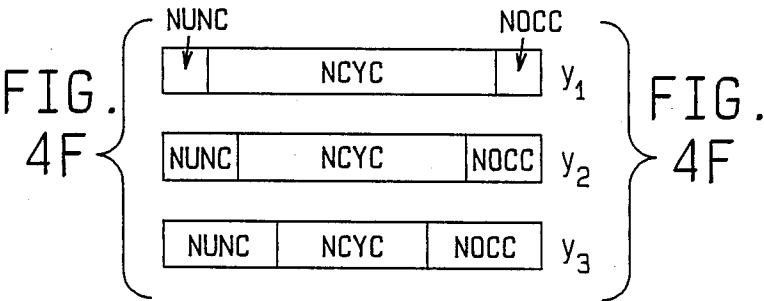 NUNC NOCC
NCYC y1
FIG. 4F
FIG. 4F
NUNC NCYC NOCC y2
NUNC NCYC NOCC y3